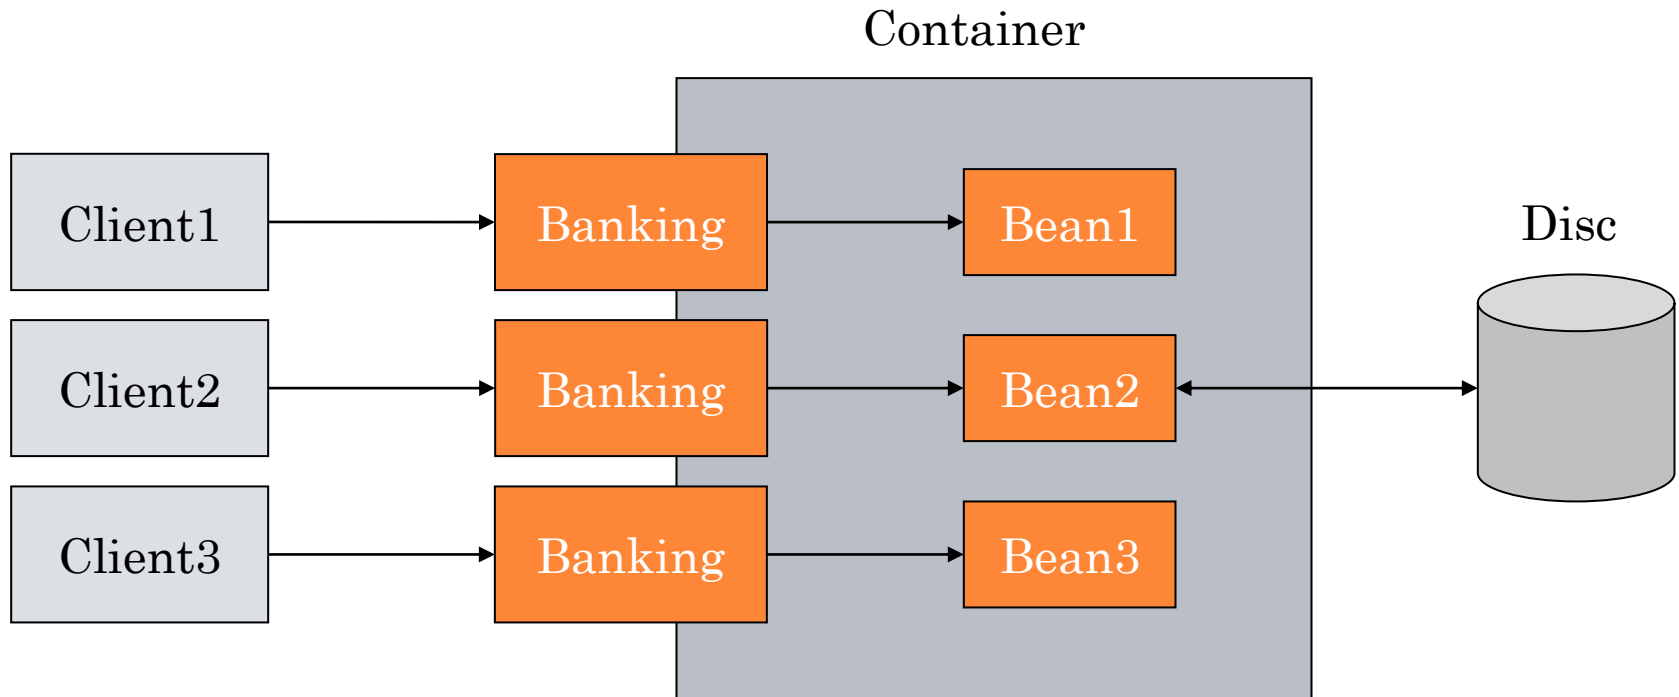 Container
Client1
Banking
Bean1
Disc
Client2
Banking
Bean2
Client3
Banking
Bean3